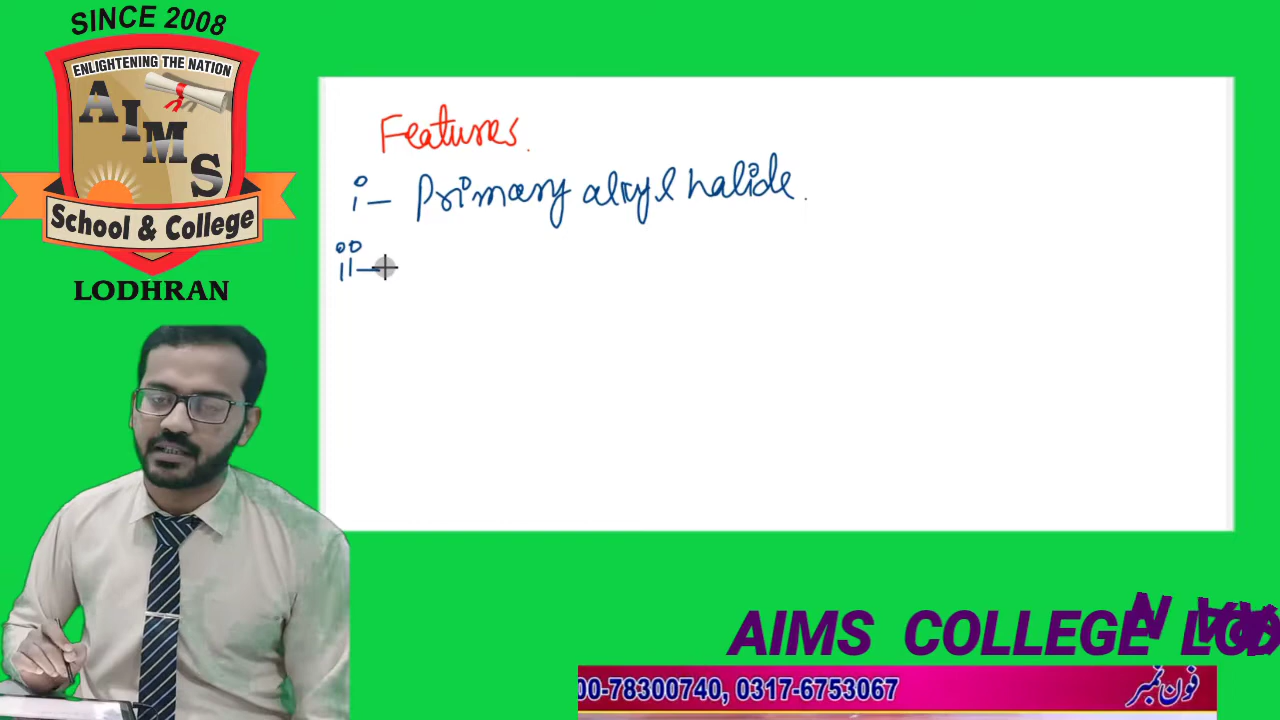 SINCE 2008
ENLIGHTENING THE NATION
AIMS
School & College
LODHRAN
Features.
i- Primary alkyl halide.
ii-
AIMS COLLEGE
00-78300740, 0317-6753067
فون نمبر